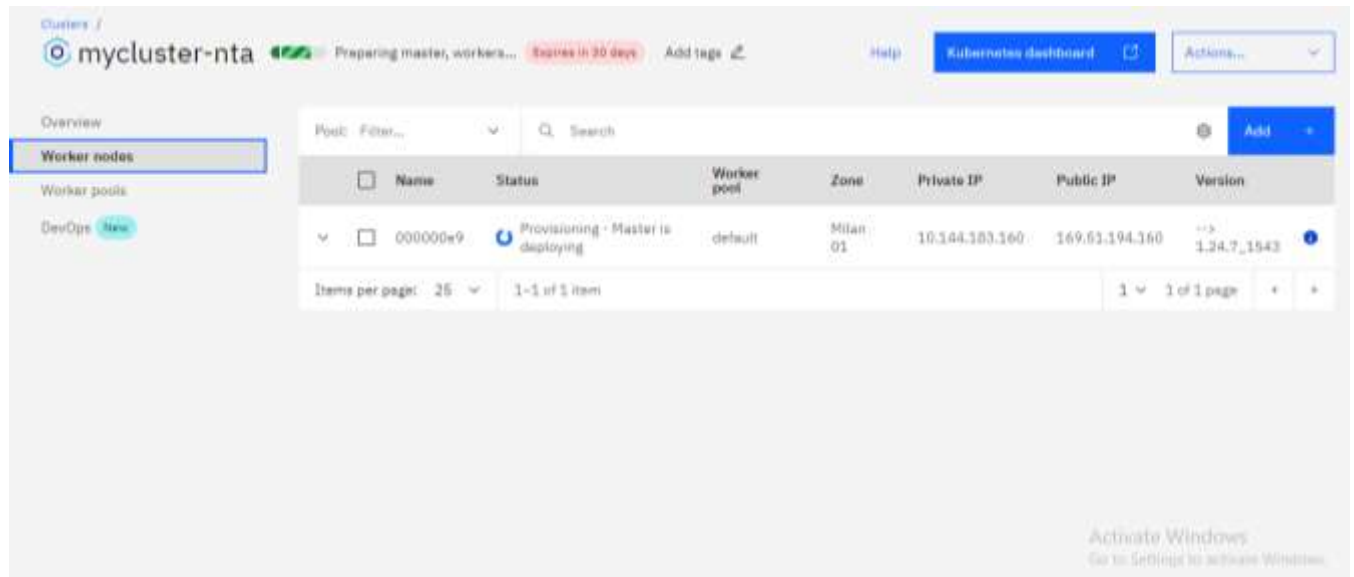 Clusters /
mycluster-nta Preparing master, workers... Expires in 30 days Add tags Help Kubernetes dashboard Actions...
Overview
Worker nodes
Worker pools
DevOps New
Pool: Filter... Search Add +
Name Status Worker pool Zone Private IP Public IP Version
000000e9 Provisioning - Master is deploying default Milan 01 10.144.183.160 169.51.194.160 --> 1.24.7_1543
Items per page: 25 1–1 of 1 item 1 1 of 1 page
Activate Windows
Go to Settings to activate Windows.